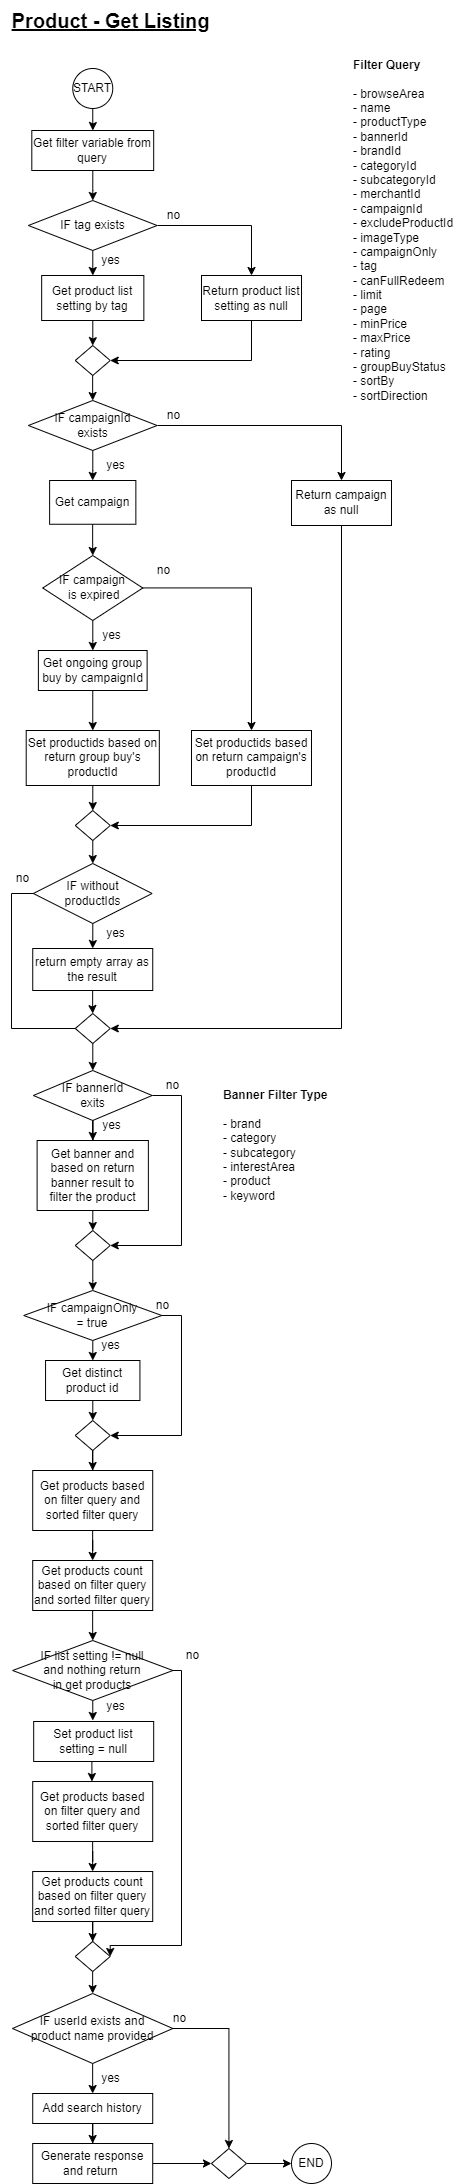 Product - Get Listing
Filter Query
- browseArea
- name
- productType
- bannerId
- brandId
- categoryId
- subcategoryId
- merchantId
- campaignId
- excludeProductId
- imageType
- campaignOnly
- tag
- canFullRedeem
- limit
- page
- minPrice
- maxPrice
- rating
- groupBuyStatus
- sortBy
- sortDirection
START
Get filter variable from
query
IF tag exists
no
yes
Get product list
setting by tag
Return product list
setting as null
IF campaignId
exists
no
yes
Get campaign
Return campaign
as null
IF campaign
is expired
no
yes
Get ongoing group
buy by campaignId
Set productids based on
return group buy's
productId
Set productids based
on return campaign's
productId
IF without
productIds
no
yes
return empty array as
the result
IF bannerId
exits
no
yes
Banner Filter Type
- brand
- category
- subcategory
- interestArea
- product
- keyword
Get banner and
based on return
banner result to
filter the product
IF campaignOnly
= true
no
yes
Get distinct
product id
Get products based
on filter query and
sorted filter query
Get products count
based on filter query
and sorted filter query
IF list setting != null
and nothing return
in get products
no
yes
Set product list
setting = null
Get products based
on filter query and
sorted filter query
Get products count
based on filter query
and sorted filter query
IF userId exists and
product name provided
no
yes
Add search history
Generate response
and return
END